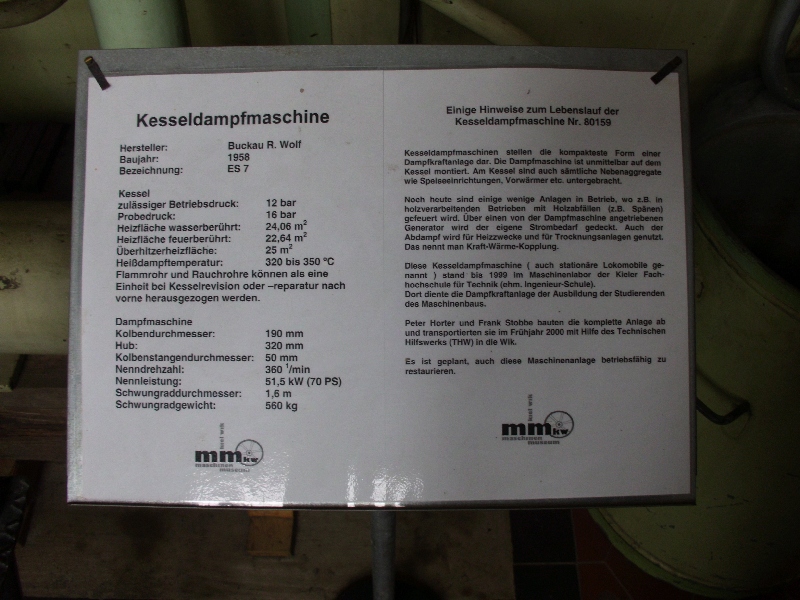 Kesseldampfmaschine
Hersteller: Buckau R. Wolf
Baujahr: 1958
Bezeichnung: ES 7
Kessel
zulässiger Betriebsdruck: 12 bar
Probedruck: 16 bar
Heizfläche wasserberührt: 24,06 m²
Heizfläche feuerberührt: 22,64 m²
Überhitzerheizfläche: 25 m²
Heißdampftemperatur: 320 bis 350 °C
Flammrohr und Rauchrohre können als eine
Einheit bei Kesselrevision oder –reparatur nach
vorne herausgezogen werden.
Dampfmaschine
Kolbendurchmesser: 190 mm
Hub: 320 mm
Kolbenstangendurchmesser: 50 mm
Nenndrehzahl: 360 ¹/min
Nennleistung: 51,5 kW (70 PS)
Schwungraddurchmesser: 1,6 m
Schwungradgewicht: 560 kg
kiel wik
mmkw
maschinen
museum
Einige Hinweise zum Lebenslauf der
Kesseldampfmaschine Nr. 80159
Kesseldampfmaschinen stellen die kompakteste Form einer
Dampfkraftanlage dar. Die Dampfmaschine ist unmittelbar auf dem
Kessel montiert. Am Kessel sind auch sämtliche Nebenaggregate
wie Speiseeinrichtungen, Vorwärmer etc. untergebracht.
Noch heute sind einige wenige Anlagen in Betrieb, wo z.B. in
holzverarbeitenden Betrieben mit Holzabfällen (z.B. Spänen)
gefeuert wird. Über einen von der Dampfmaschine angetriebenen
Generator wird der eigene Strombedarf gedeckt. Auch der
Abdampf wird für Heizzwecke und für Trocknungsanlagen genutzt.
Das nennt man Kraft-Wärme-Kopplung.
Diese Kesseldampfmaschine ( auch stationäre Lokomobile ge-
nannt ) stand bis 1999 im Maschinenlabor der Kieler Fach-
hochschule für Technik (ehm. Ingenieur-Schule).
Dort diente die Dampfkraftanlage der Ausbildung der Studierenden
des Maschinenbaus.
Peter Horter und Frank Stobbe bauten die komplette Anlage ab
und transportierten sie im Frühjahr 2000 mit Hilfe des Technischen
Hilfswerks (THW) in die Wik.
Es ist geplant, auch diese Maschinenanlage betriebsfähig zu
restaurieren.
kiel wik
mmkw
maschinen
museum